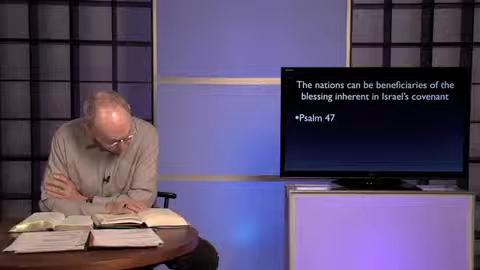 The nations can be beneficiaries of the
blessing inherent in Israel's covenant
•Psalm 47